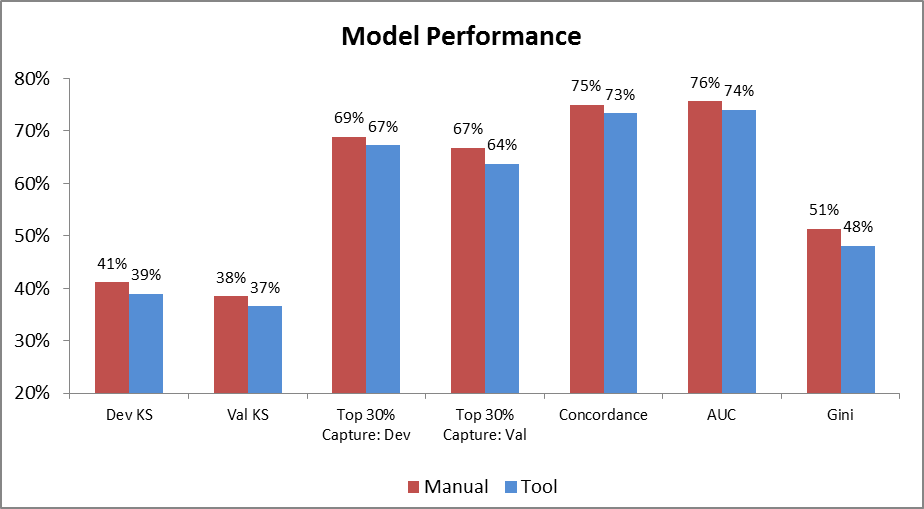 Model Performance
80%
70%
60%
50%
40%
30%
20%
41%
39%
38%
37%
69%
67%
67%
64%
75%
73%
76%
74%
51%
48%
Dev KS
Val KS
Top 30%
Capture: Dev
Top 30%
Capture: Val
Concordance
AUC
Gini
Manual
Tool